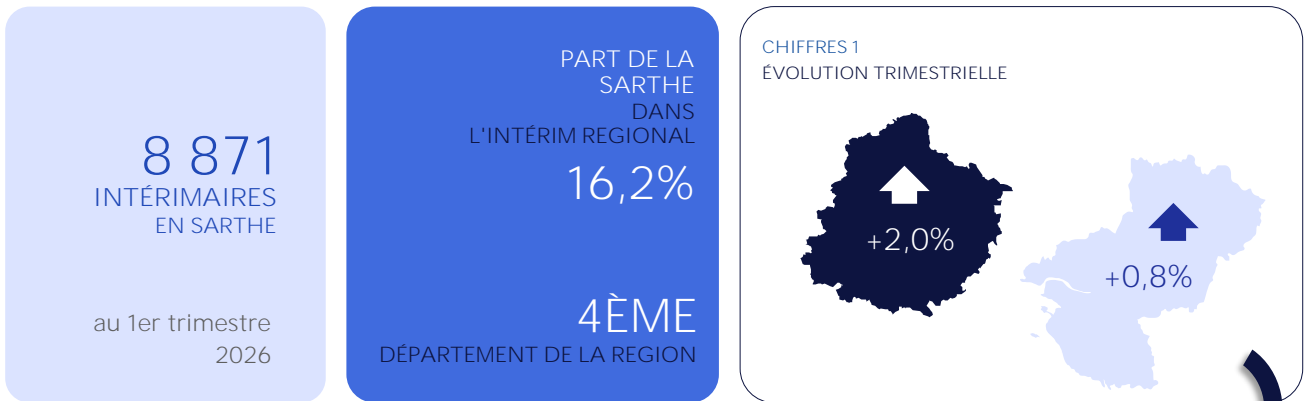 8 871
INTÉRIMAIRES
EN SARTHE
au 1er trimestre
2026
PART DE LA
SARTHE
DANS
L'INTÉRIM REGIONAL
16,2%
4ÈME
DÉPARTEMENT DE LA REGION
CHIFFRES 1
ÉVOLUTION TRIMESTRIELLE
+2,0%
+0,8%